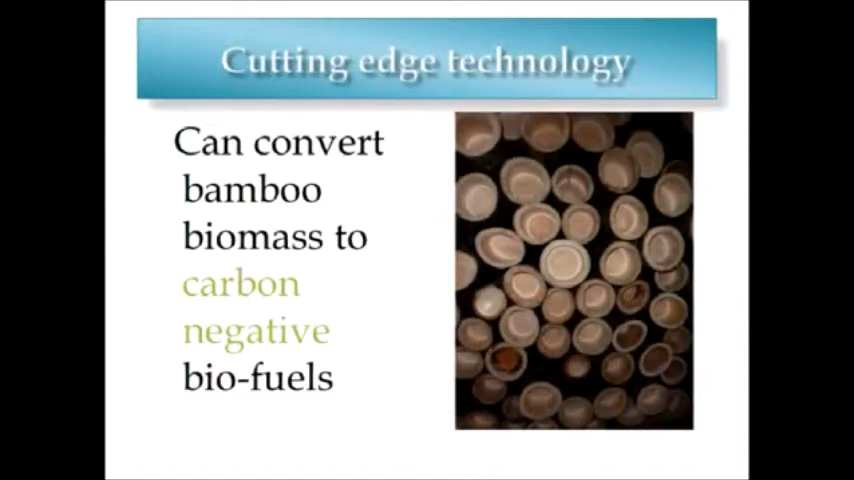 Cutting edge technology
Can convert
bamboo
biomass to
carbon
negative
bio-fuels